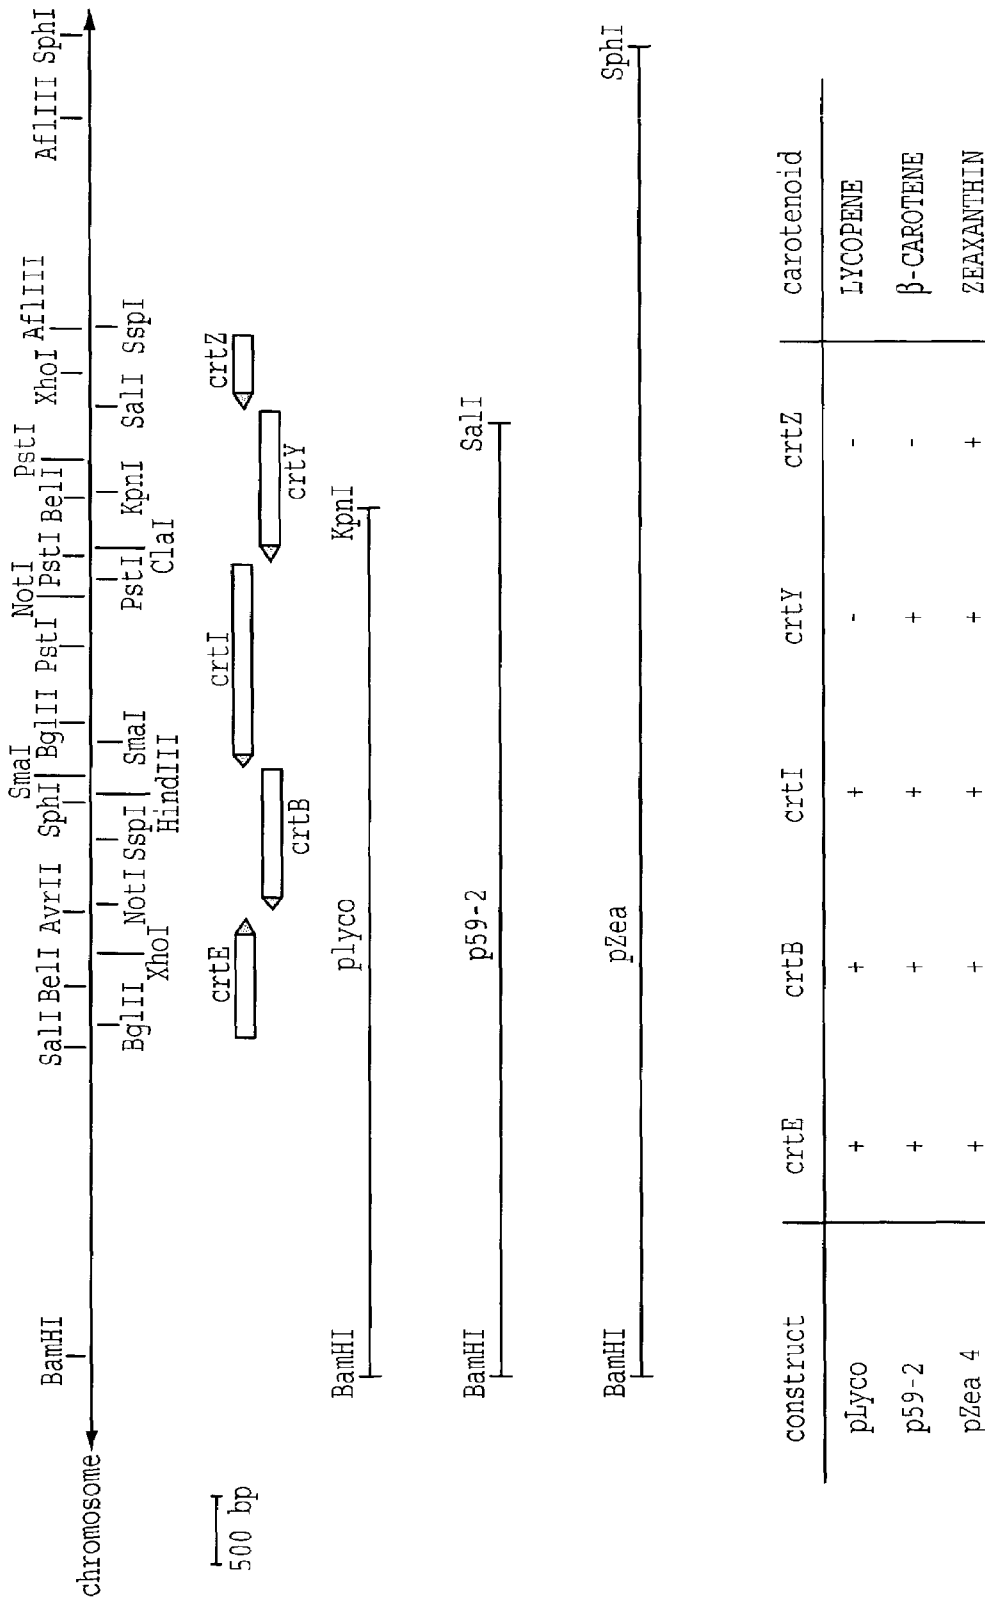 SmaI NotI PstI
BamHI SalI BelI AvrII SphI BglII PstI PstI BelI XhoI AflIII AflIII SphI
chromosome
BglII NotI SspI SmaI PstI KpnI SalI SspI
XhoI HindIII ClaI
500 bp
crtE crtI crtZ
crtB crtY
BamHI plyco KpnI
BamHI p59-2 SalI
BamHI pZea SphI
construct crtE crtB crtI crtY crtZ carotenoid
pLyco + + + - - LYCOPENE
p59-2 + + + + - β-CAROTENE
pZea 4 + + + + + ZEAXANTHIN